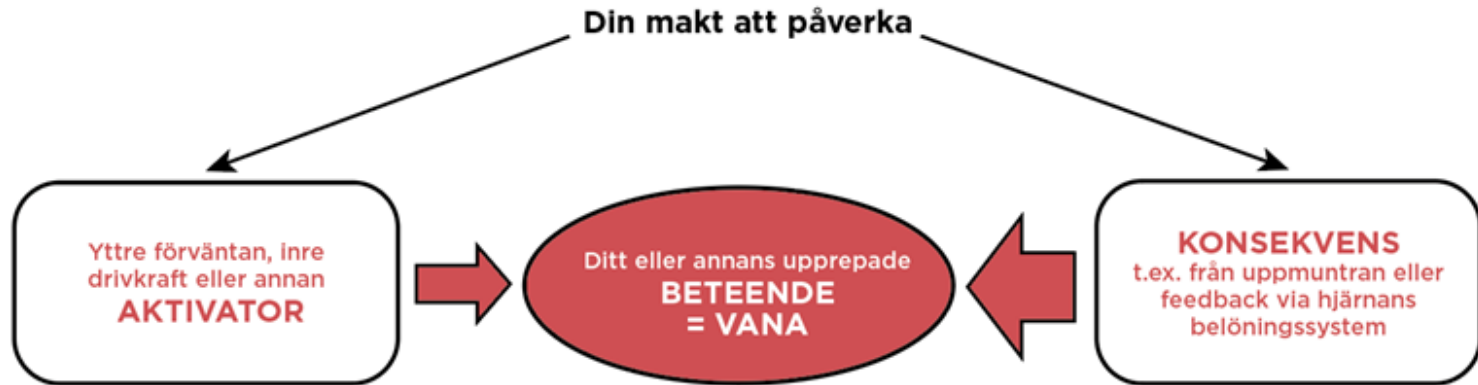 Din makt att påverka
Yttre förväntan, inre
drivkraft eller annan
AKTIVATOR
Ditt eller annans upprepade
BETEENDE
= VANA
KONSEKVENS
t.ex. från uppmuntran eller
feedback via hjärnans
belöningssystem